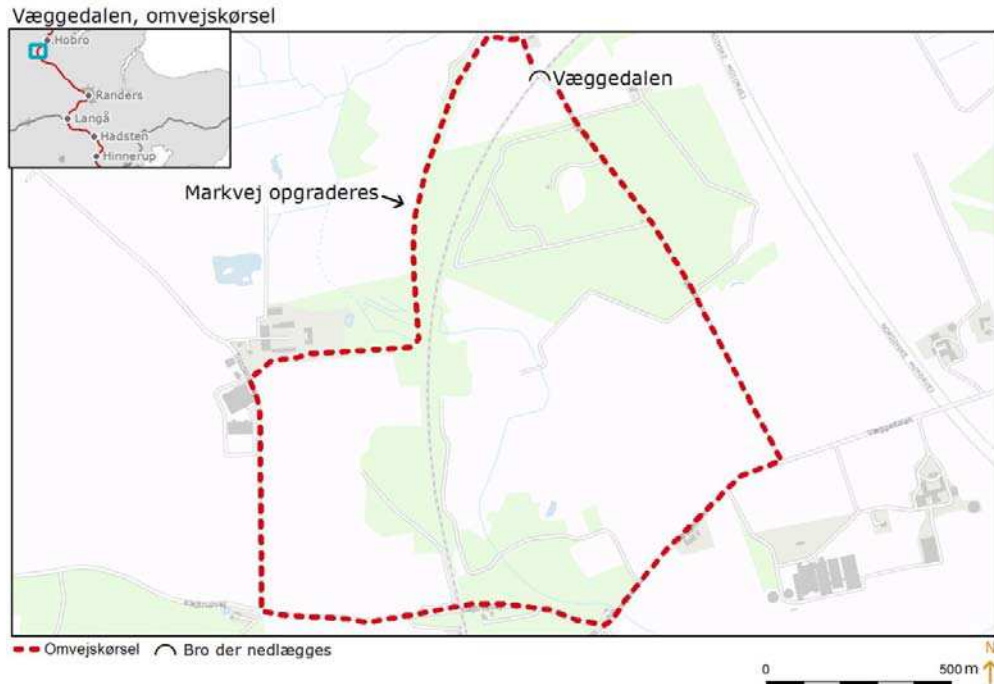 Væggedalen, omvejskørsel
Hobro
Randers
Langå
Hadsten
Hinnerup
Væggedalen
Markvej opgraderes
Væggedalen
Omvejskørsel
Bro der nedlægges
0 500 m
N